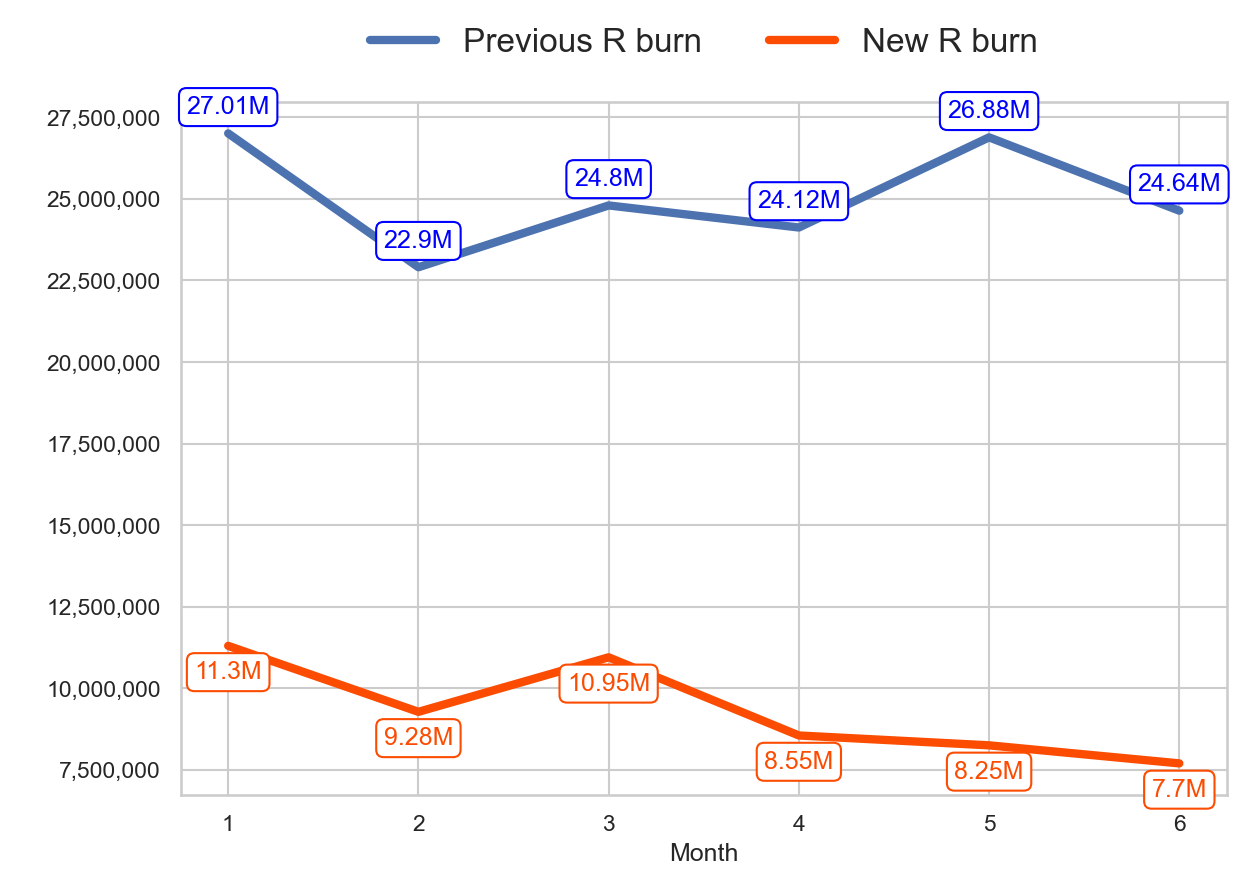 Previous R burn New R burn
27.01M
26.88M
27,500,000
24.8M
24.64M
24.12M
25,000,000
22.9M
22,500,000
20,000,000
17,500,000
15,000,000
12,500,000
11.3M
10.95M
10,000,000
9.28M
8.55M
8.25M
7,500,000
7.7M
1 2 3 4 5 6
Month